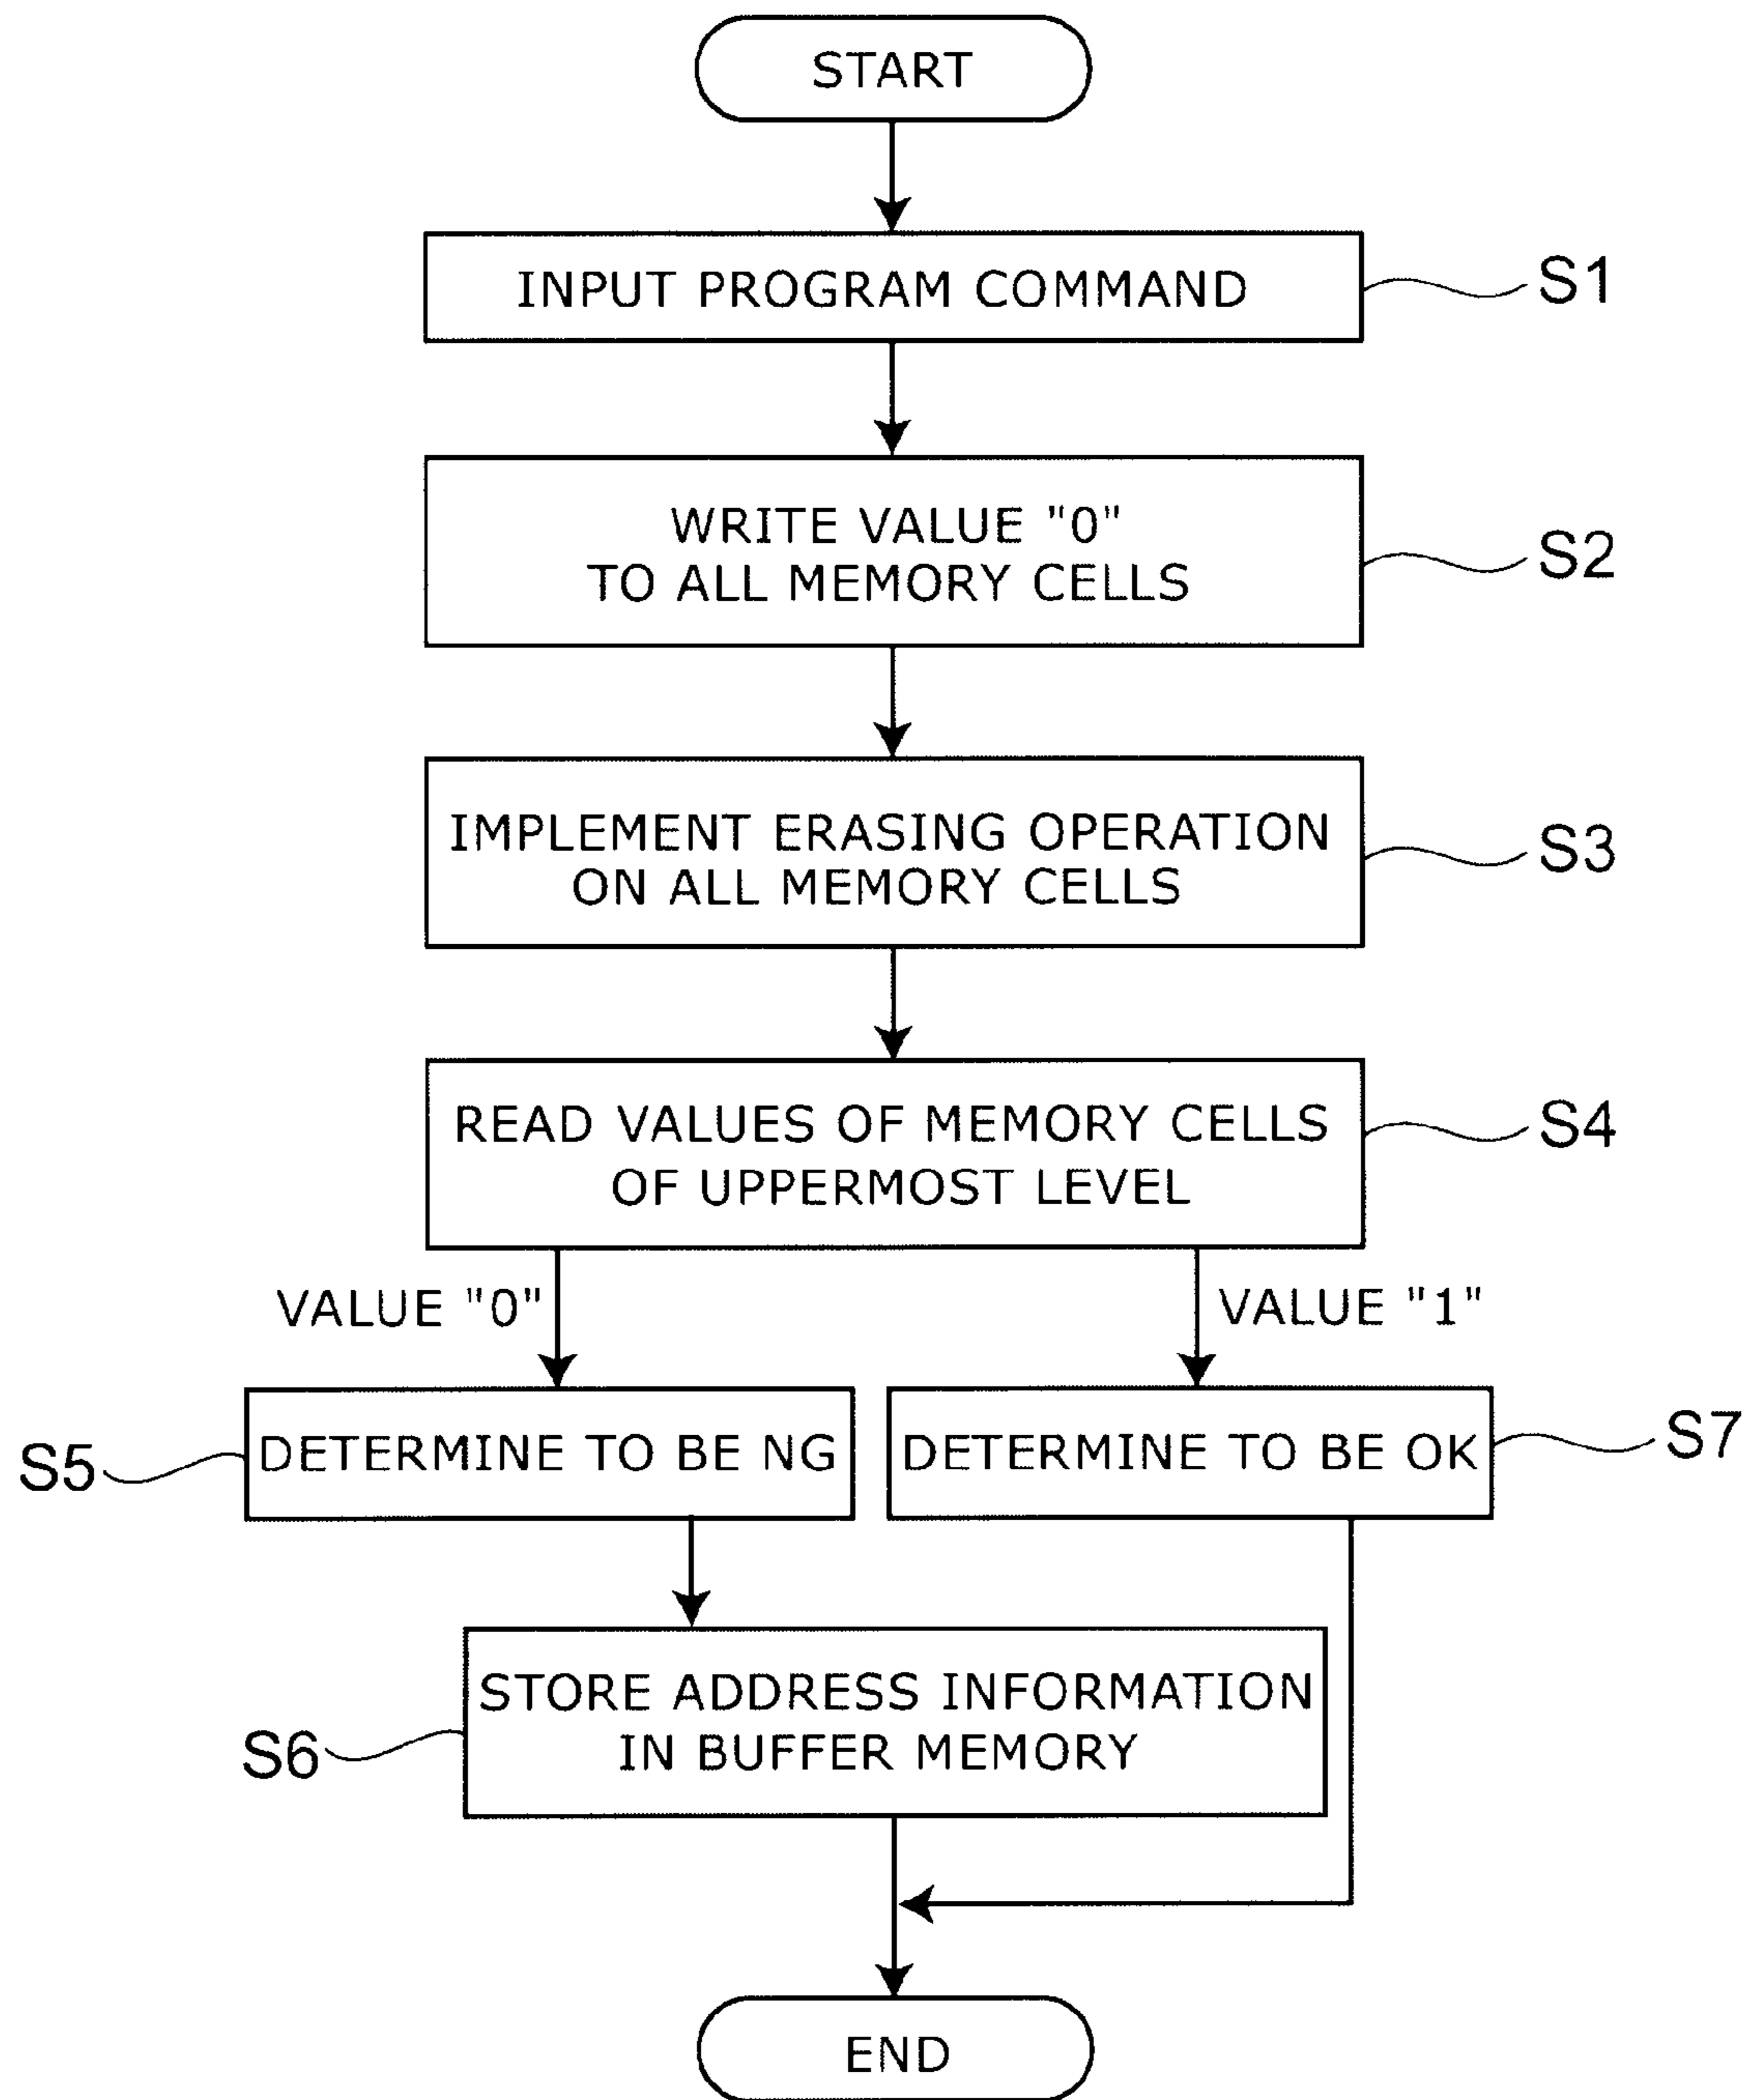 START
INPUT PROGRAM COMMAND
S1
WRITE VALUE "0"
TO ALL MEMORY CELLS
S2
IMPLEMENT ERASING OPERATION
ON ALL MEMORY CELLS
S3
READ VALUES OF MEMORY CELLS
OF UPPERMOST LEVEL
S4
VALUE "0"
VALUE "1"
S5
DETERMINE TO BE NG
DETERMINE TO BE OK
S7
STORE ADDRESS INFORMATION
IN BUFFER MEMORY
S6
END